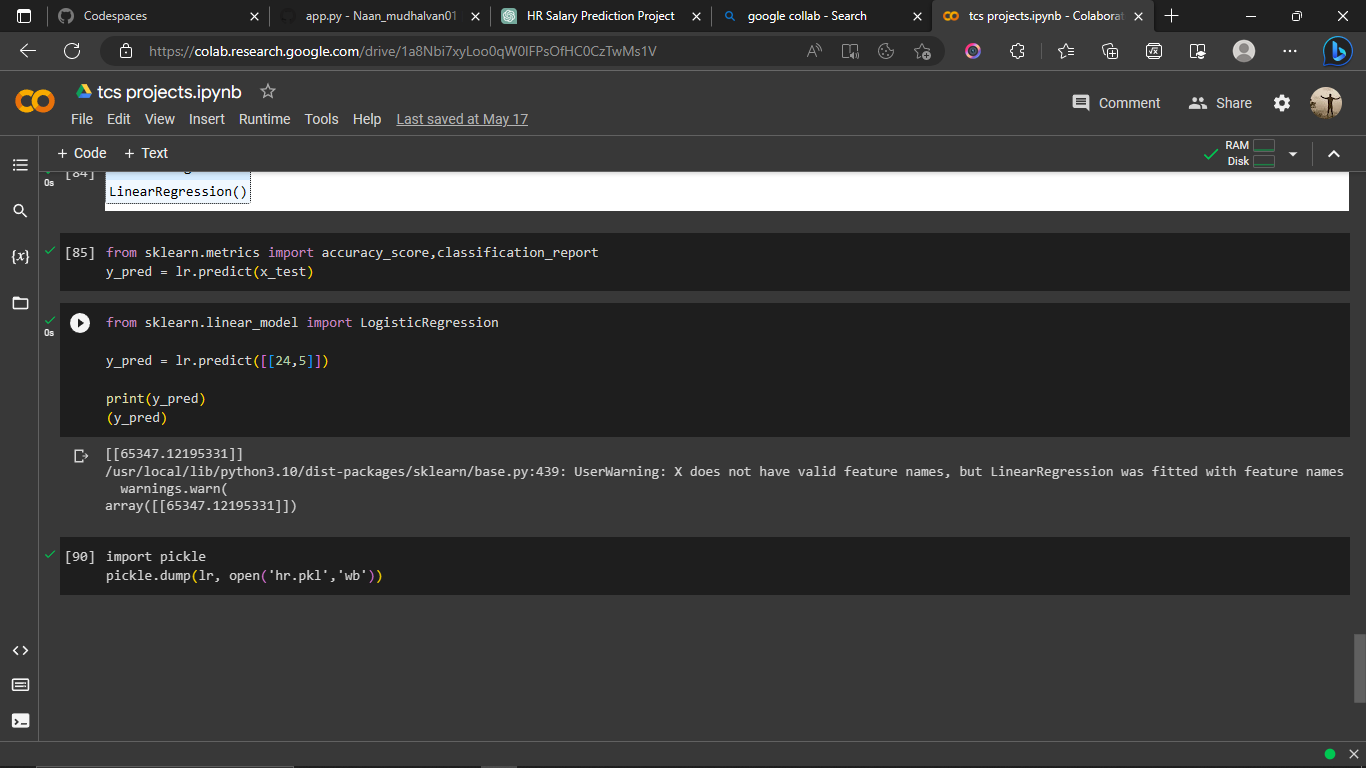 Codespaces
app.py - Naan_mudhalvan01
HR Salary Prediction Project
google collab - Search
tcs projects.ipynb - Colaborat
https://colab.research.google.com/drive/1a8Nbi7xyLoo0qW0lFPsOfHC0CzTwMs1V
tcs projects.ipynb
Comment
Share
File Edit View Insert Runtime Tools Help Last saved at May 17
+ Code + Text
RAM
Disk
[84]
0s
LinearRegression()
{x}
[85] from sklearn.metrics import accuracy_score,classification_report
y_pred = lr.predict(x_test)
0s
from sklearn.linear_model import LogisticRegression
y_pred = lr.predict([[24,5]])
print(y_pred)
(y_pred)
[[65347.12195331]]
/usr/local/lib/python3.10/dist-packages/sklearn/base.py:439: UserWarning: X does not have valid feature names, but LinearRegression was fitted with feature names
warnings.warn(
array([[65347.12195331]])
[90] import pickle
pickle.dump(lr, open('hr.pkl','wb'))